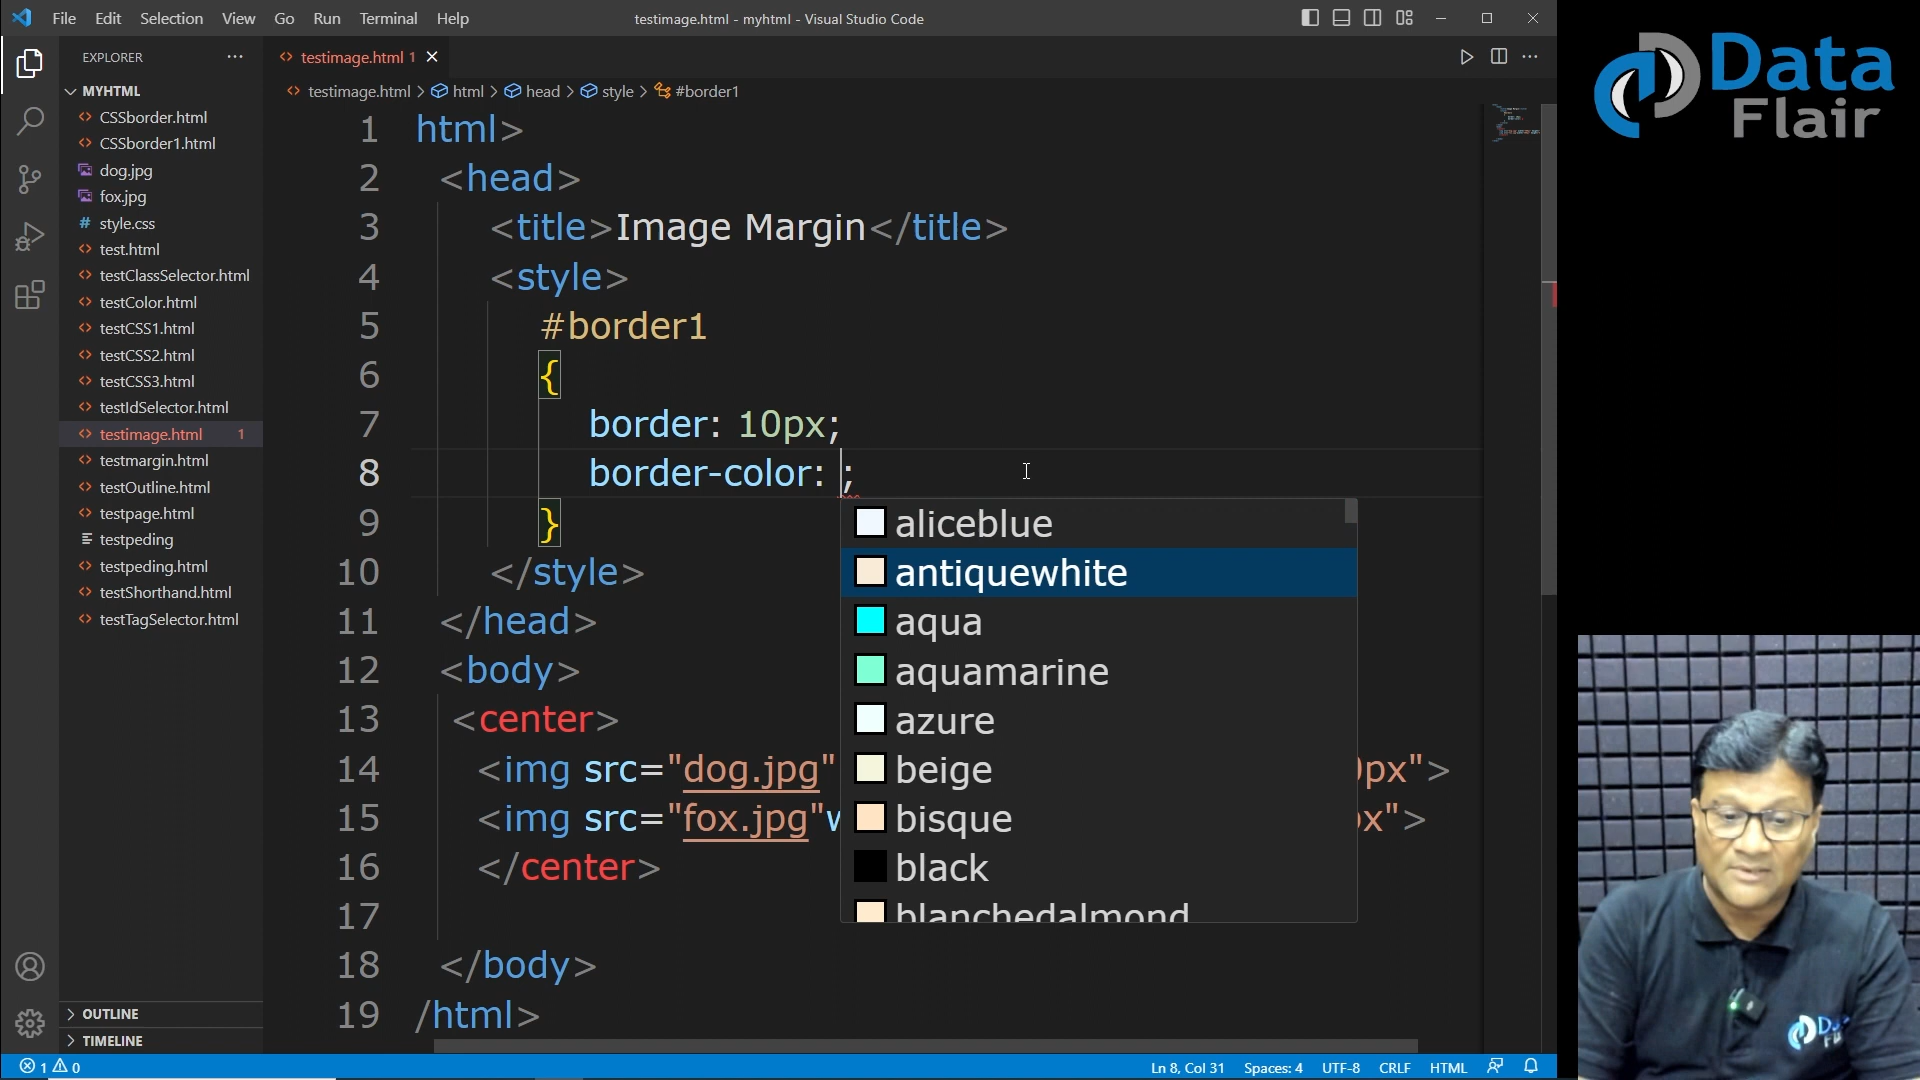 File Edit Selection View Go Run Terminal Help
testimage.html - myhtml - Visual Studio Code
Data
Flair
EXPLORER
testimage.html 1
MYHTML
testimage.html > html > head > style > #border1
CSSborder.html
CSSborder1.html
dog.jpg
fox.jpg
style.css
test.html
testClassSelector.html
testColor.html
testCSS1.html
testCSS2.html
testCSS3.html
testIdSelector.html
testimage.html 1
testmargin.html
testOutline.html
testpage.html
testpeding
testpeding.html
testShorthand.html
testTagSelector.html
OUTLINE
TIMELINE
1 html>
2 <head>
3 <title>Image Margin</title>
4 <style>
5 #border1
6 {
7 border: 10px;
8 border-color: ;
9 }
10 </style>
11 </head>
12 <body>
13 <center>
14 <img src="dog.jpg" 0px">
15 <img src="fox.jpg"w px">
16 </center>
17
18 </body>
19 /html>
aliceblue
antiquewhite
aqua
aquamarine
azure
beige
bisque
black
blanchedalmond
1 0
Ln 8, Col 31 Spaces: 4 UTF-8 CRLF HTML